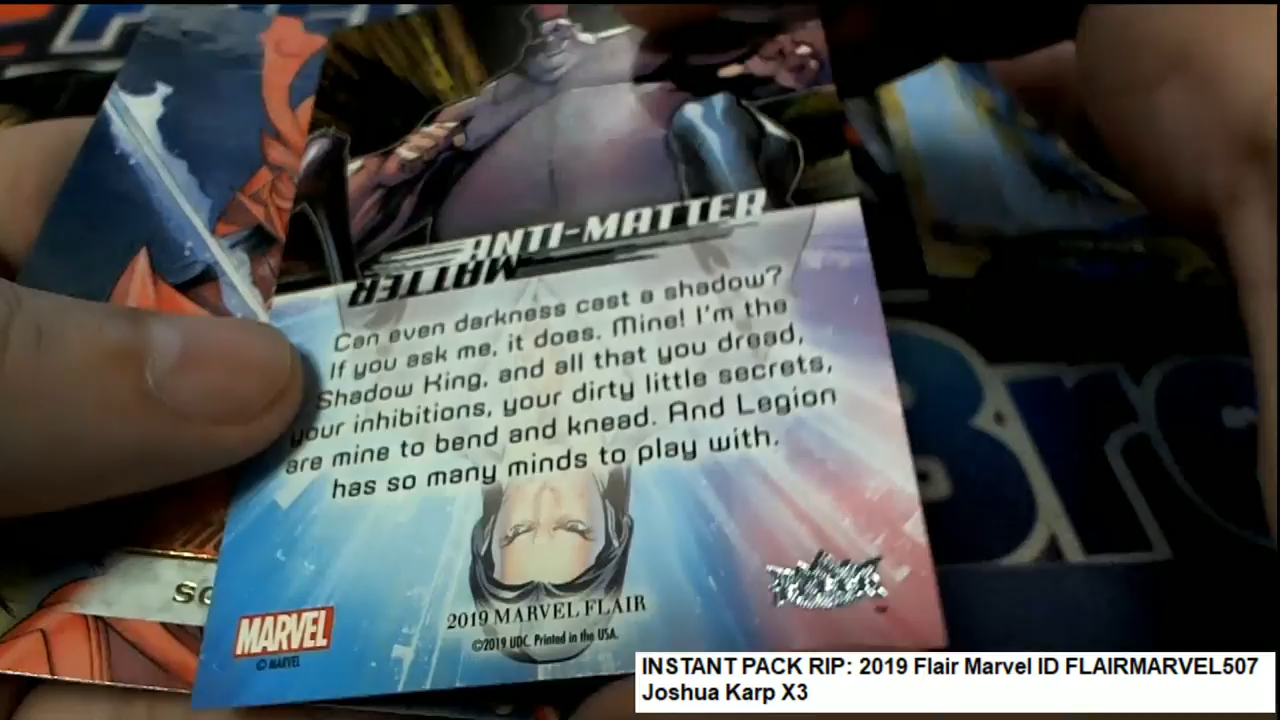 ANTI-MATTER
MATTER
Can even darkness cast a shadow?
If you ask me, it does. Mine! I'm the
Shadow King, and all that you dread,
your inhibitions, your dirty little secrets,
are mine to bend and knead. And Legion
has so many minds to play with.
SC
2019 MARVEL FLAIR
©2019 UDC. Printed in the USA.
MARVEL
© MARVEL
INSTANT PACK RIP: 2019 Flair Marvel ID FLAIRMARVEL507
Joshua Karp X3